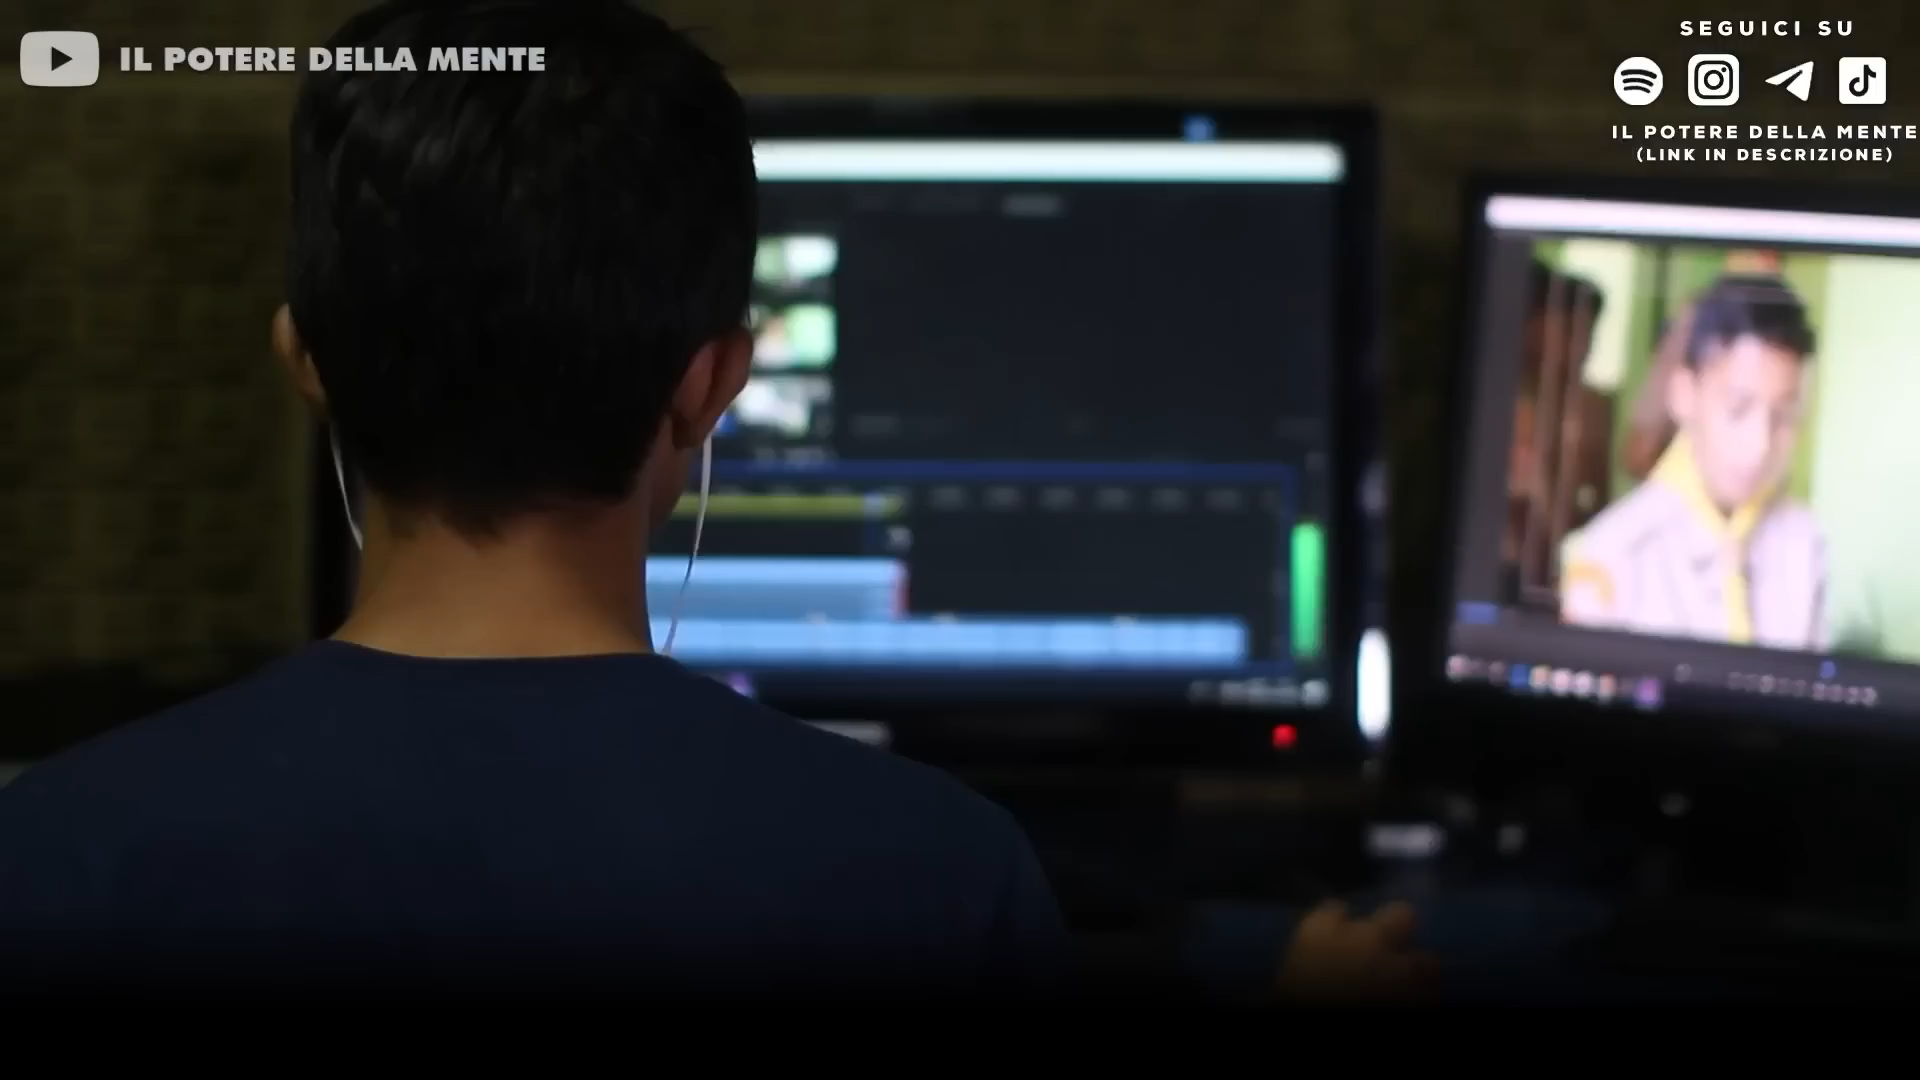 IL POTERE DELLA MENTE
SEGUICI SU
IL POTERE DELLA MENTE
(LINK IN DESCRIZIONE)